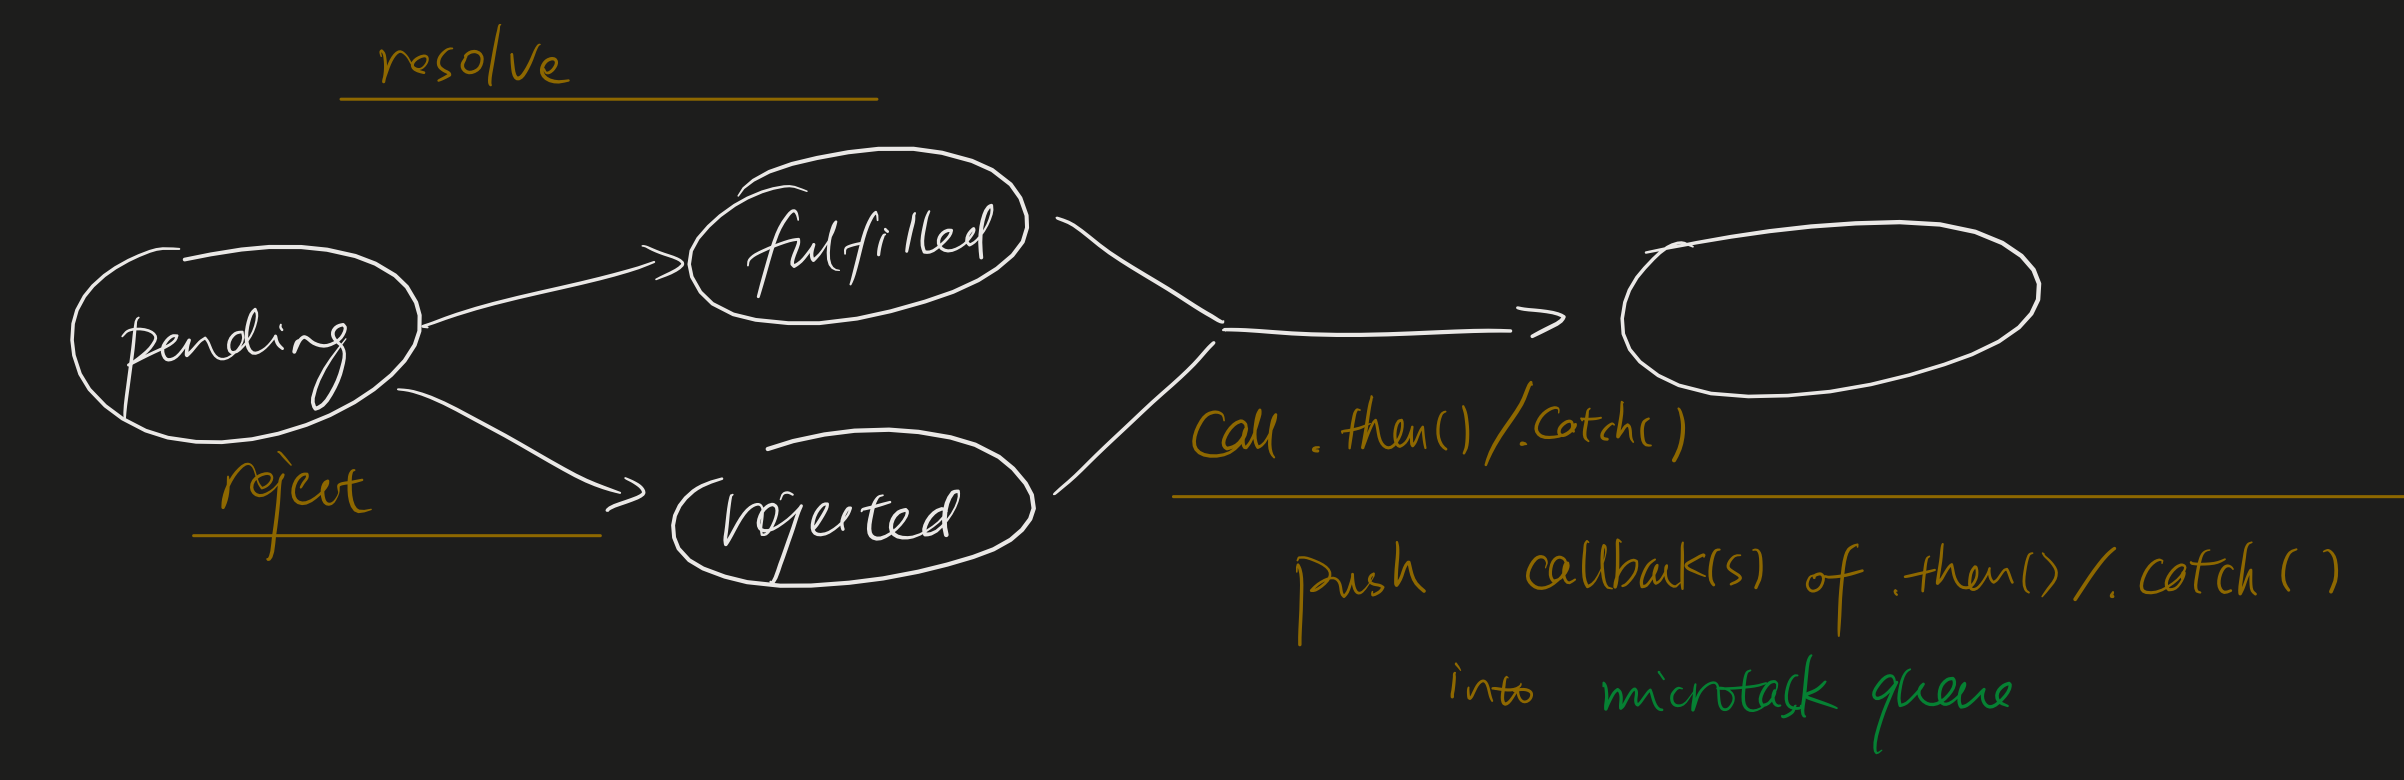 resolve
fulfilled
pending
call .then() / .catch()
reject
rejected
push callback(s) of .then() / .catch()
into microtask queue